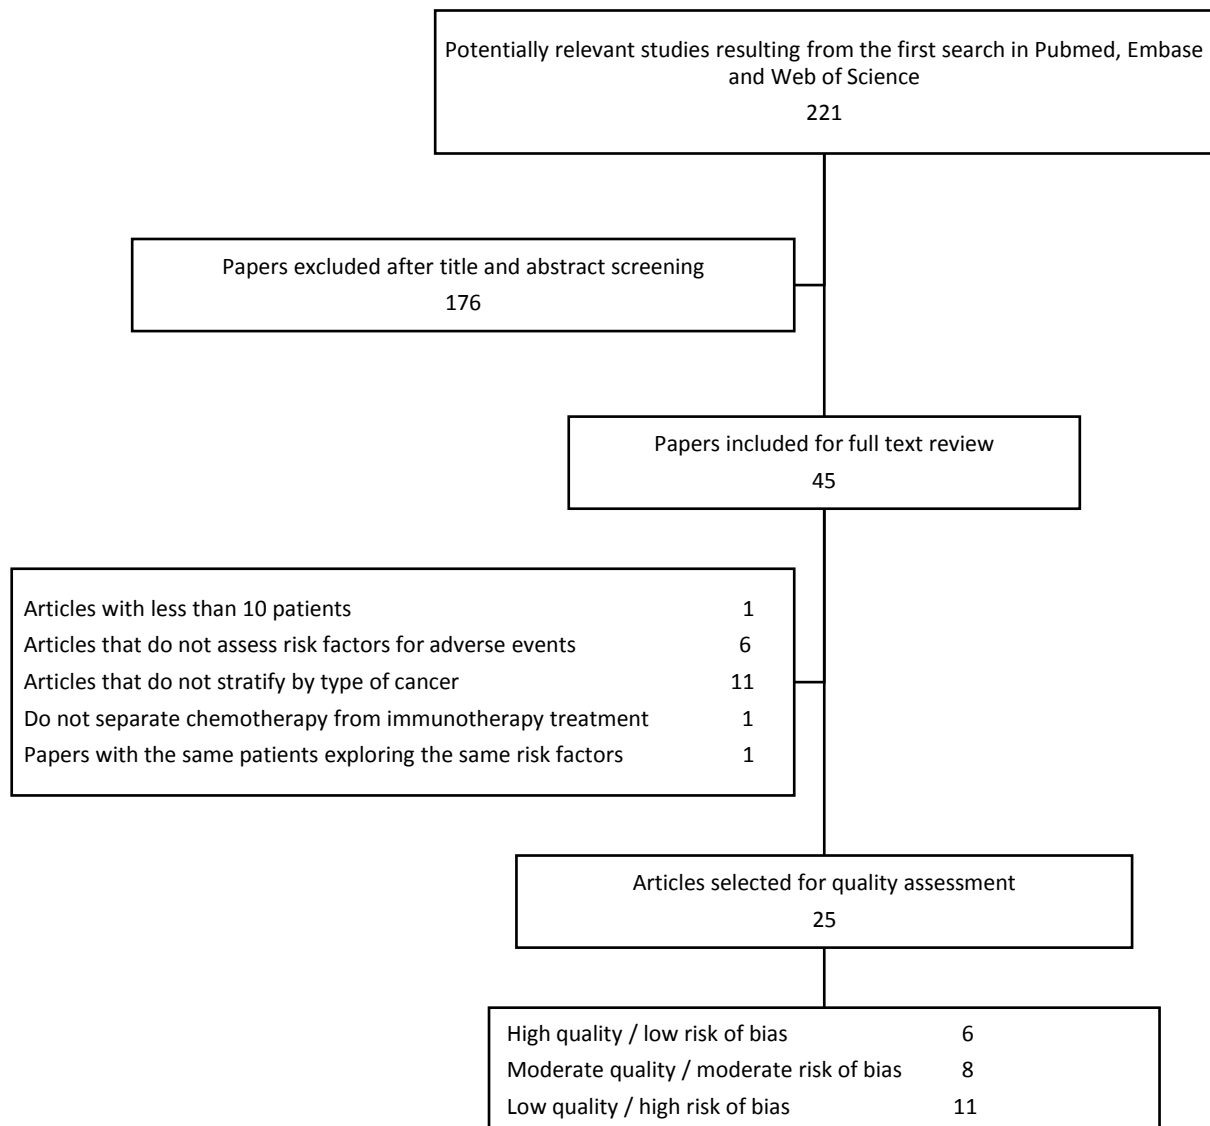 Potentially relevant studies resulting from the first search in Pubmed, Embase
and Web of Science
221
Papers excluded after title and abstract screening
176
Papers included for full text review
45
Articles with less than 10 patients 1
Articles that do not assess risk factors for adverse events 6
Articles that do not stratify by type of cancer 11
Do not separate chemotherapy from immunotherapy treatment 1
Papers with the same patients exploring the same risk factors 1
Articles selected for quality assessment
25
High quality / low risk of bias 6
Moderate quality / moderate risk of bias 8
Low quality / high risk of bias 11